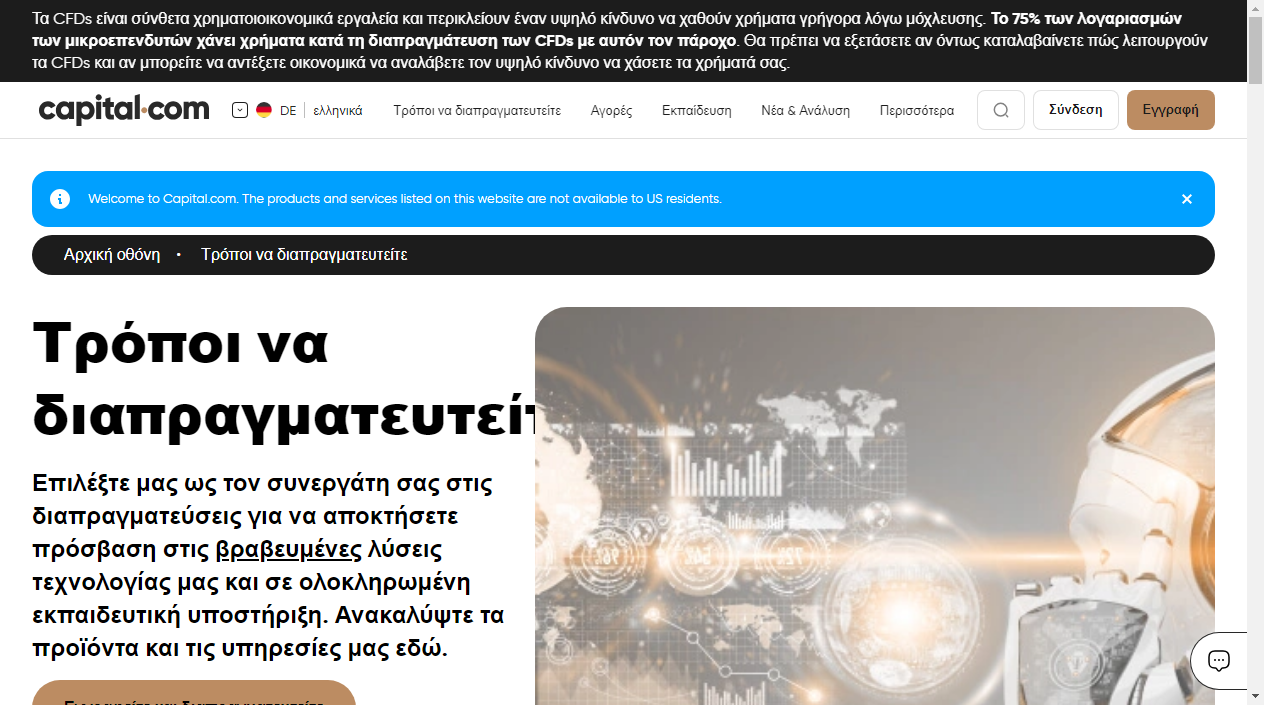 Τα CFDs είναι σύνθετα χρηματοιοικονομικά εργαλεία και περικλείουν έναν υψηλό κίνδυνο να χαθούν χρήματα γρήγορα λόγω μόχλευσης. Το 75% των λογαριασμών
των μικροεπενδυτών χάνει χρήματα κατά τη διαπραγμάτευση των CFDs με αυτόν τον πάροχο. Θα πρέπει να εξετάσετε αν όντως καταλαβαίνετε πώς λειτουργούν
τα CFDs και αν μπορείτε να αντέξετε οικονομικά να αναλάβετε τον υψηλό κίνδυνο να χάσετε τα χρήματά σας.
capital.com DE ελληνικά Τρόποι να διαπραγματευτείτε Αγορές Εκπαίδευση Νέα & Ανάλυση Περισσότερα Σύνδεση Εγγραφή
Welcome to Capital.com. The products and services listed on this website are not available to US residents.
Αρχική οθόνη • Τρόποι να διαπραγματευτείτε
Τρόποι να
διαπραγματευτείτ
Επιλέξτε μας ως τον συνεργάτη σας στις
διαπραγματεύσεις για να αποκτήσετε
πρόσβαση στις βραβευμένες λύσεις
τεχνολογίας μας και σε ολοκληρωμένη
εκπαιδευτική υποστήριξη. Ανακαλύψτε τα
προϊόντα και τις υπηρεσίες μας εδώ.